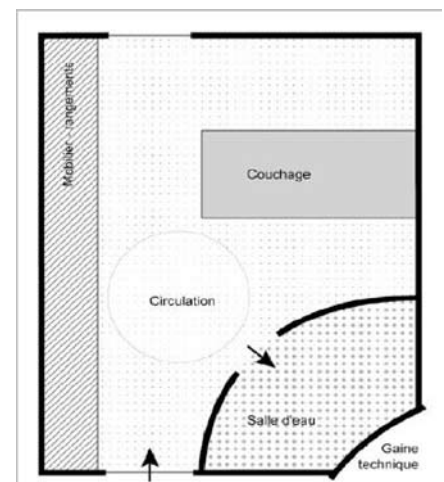 Mobilier - rangements
Couchage
Circulation
Salle d'eau
Gaine
technique